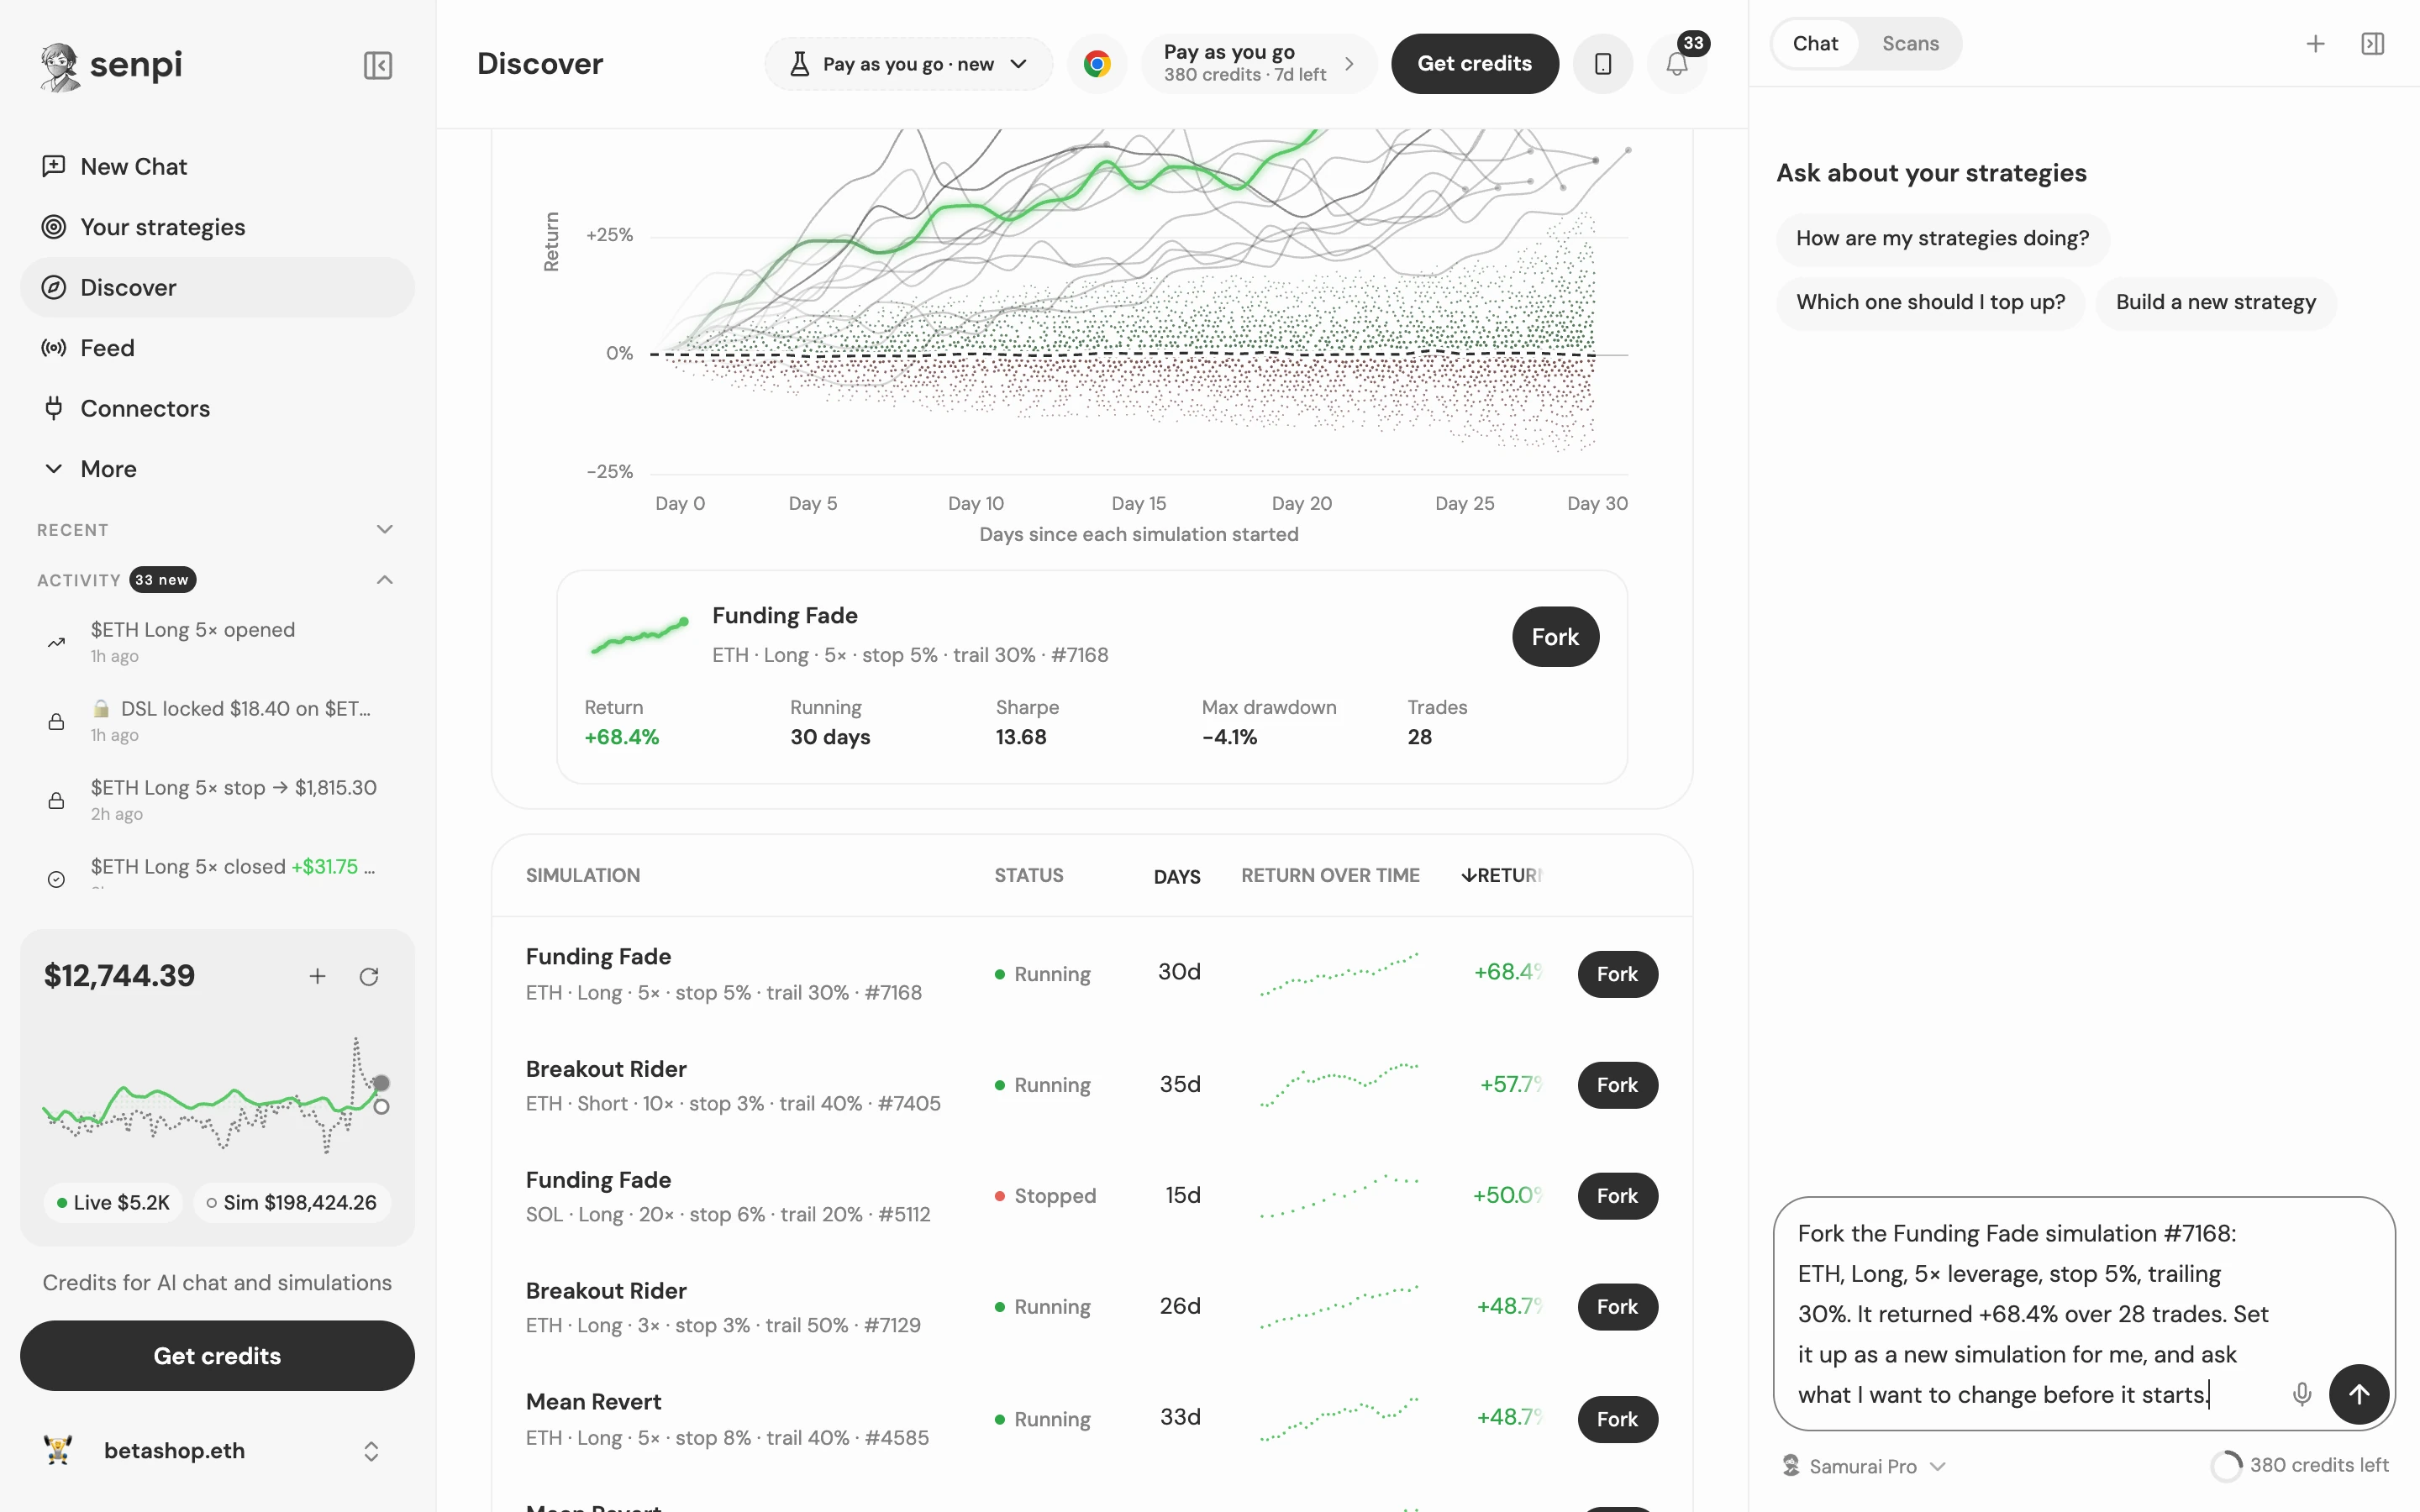 senpi
New Chat
Your strategies
Discover
Feed
Connectors
More
RECENT
ACTIVITY 33 new
$ETH Long 5× opened
1h ago
🔒 DSL locked $18.40 on $ET...
1h ago
$ETH Long 5× stop → $1,815.30
2h ago
$ETH Long 5× closed +$31.75 ...
$12,744.39
Live $5.2K
Sim $198,424.26
Credits for AI chat and simulations
Get credits
betashop.eth
Discover
Pay as you go · new
Pay as you go
380 credits · 7d left
Get credits
33
Return
+25%
0%
−25%
Day 0 Day 5 Day 10 Day 15 Day 20 Day 25 Day 30
Days since each simulation started
Funding Fade
ETH · Long · 5× · stop 5% · trail 30% · #7168
Fork
Return Running Sharpe Max drawdown Trades
+68.4% 30 days 13.68 −4.1% 28
SIMULATION STATUS DAYS RETURN OVER TIME ↓RETURN
Funding Fade
ETH · Long · 5× · stop 5% · trail 30% · #7168
Running 30d +68.4% Fork
Breakout Rider
ETH · Short · 10× · stop 3% · trail 40% · #7405
Running 35d +57.7% Fork
Funding Fade
SOL · Long · 20× · stop 6% · trail 20% · #5112
Stopped 15d +50.0% Fork
Breakout Rider
ETH · Long · 3× · stop 3% · trail 50% · #7129
Running 26d +48.7% Fork
Mean Revert
ETH · Long · 5× · stop 8% · trail 40% · #4585
Running 33d +48.7% Fork
Mean Revert
Chat Scans
Ask about your strategies
How are my strategies doing?
Which one should I top up?
Build a new strategy
Fork the Funding Fade simulation #7168:
ETH, Long, 5× leverage, stop 5%, trailing
30%. It returned +68.4% over 28 trades. Set
it up as a new simulation for me, and ask
what I want to change before it starts.
Samurai Pro
380 credits left